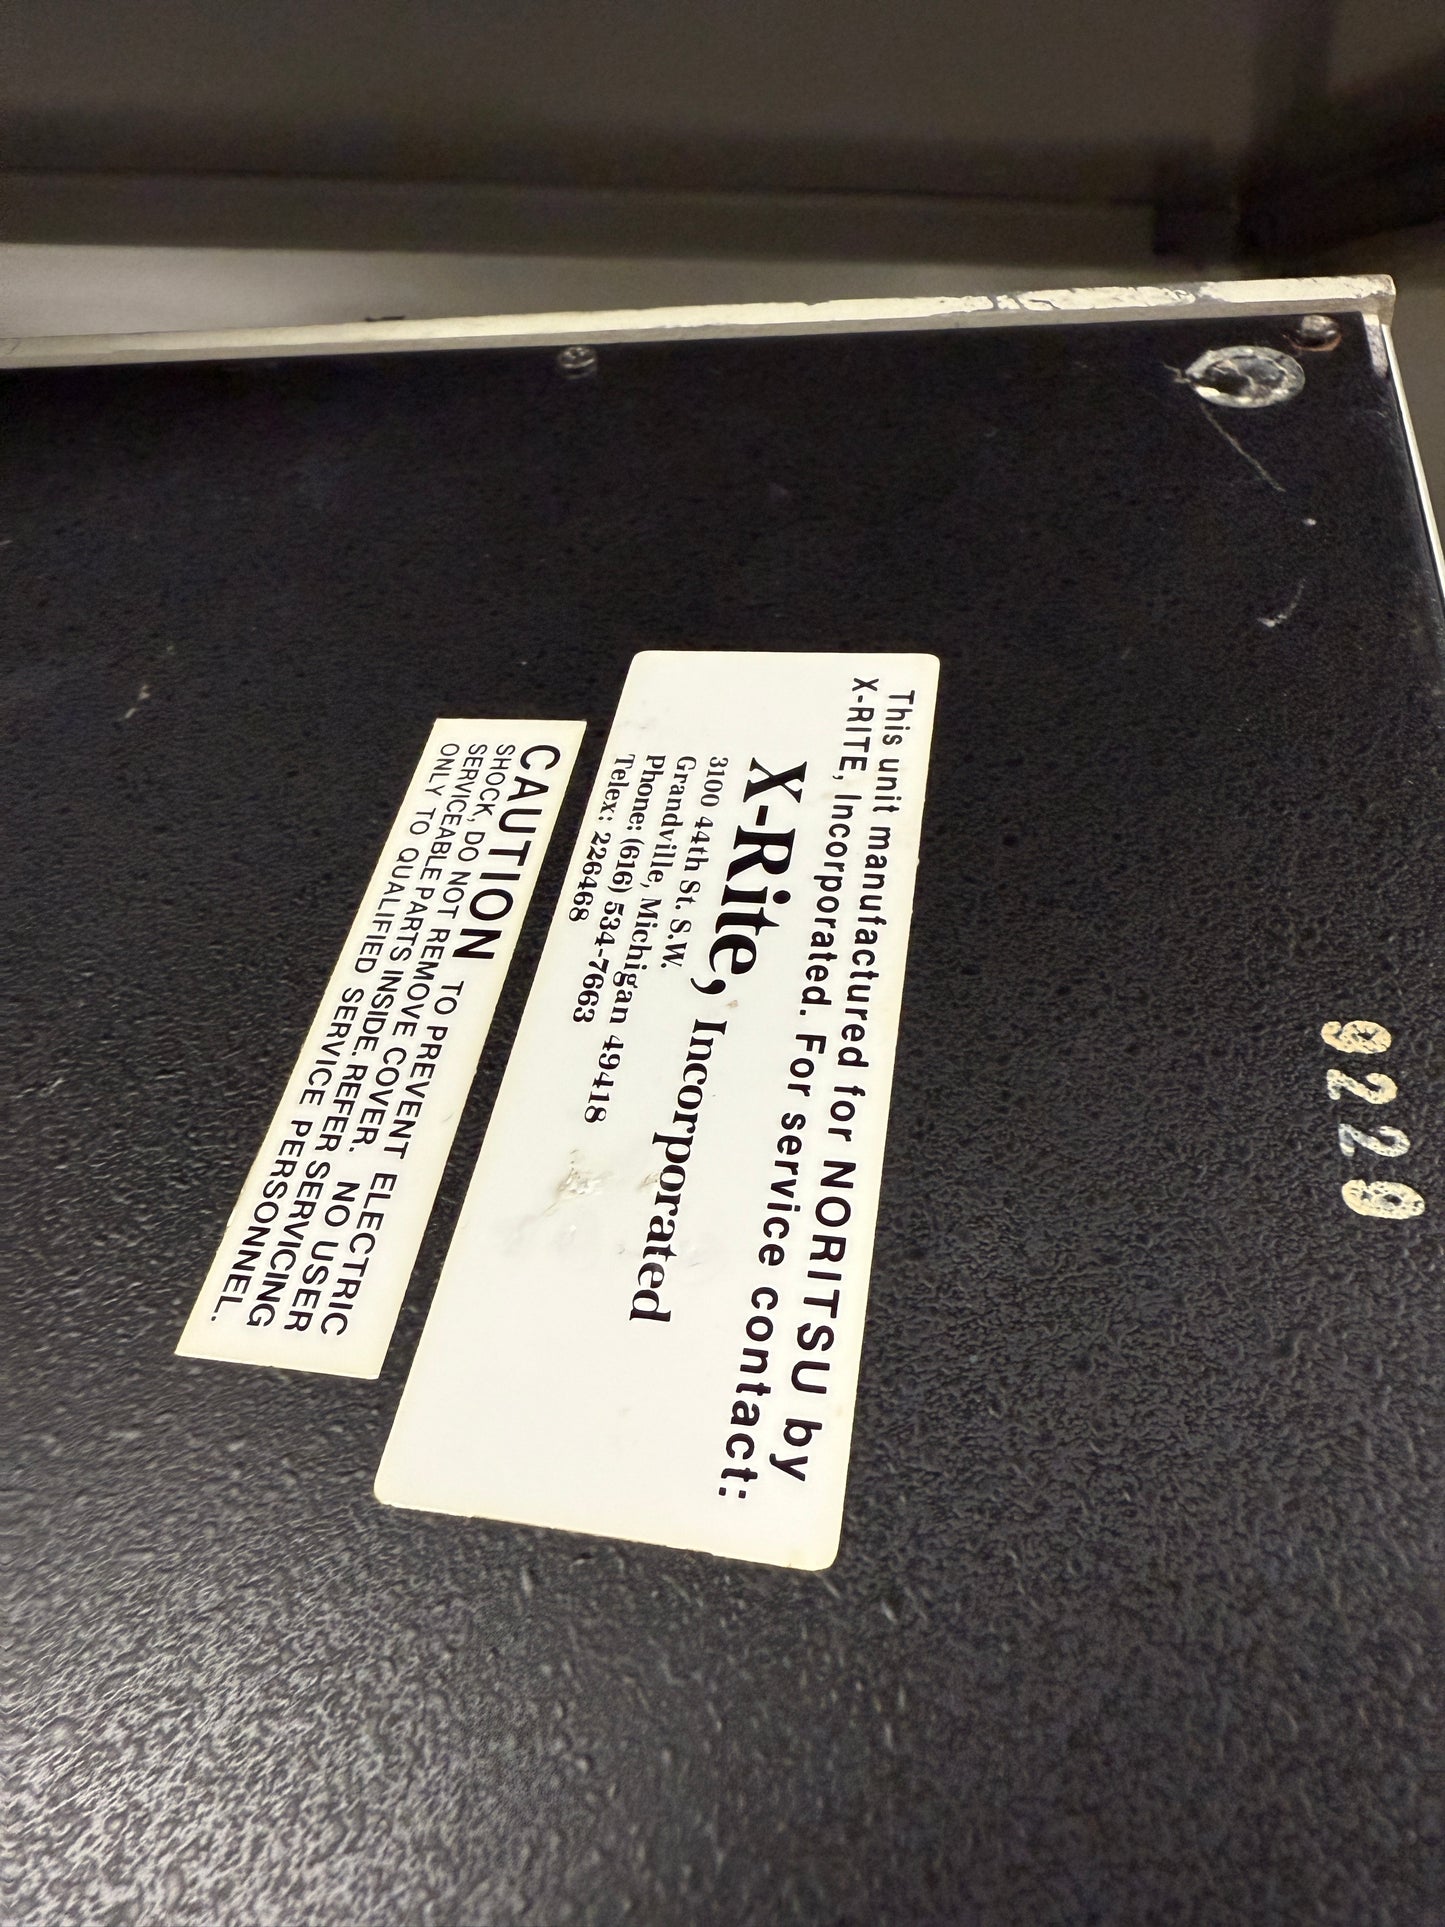 This unit manufactured for NORITSU by
X-RITE, Incorporated. For service contact:
X-Rite, Incorporated
3100 44th St. S.W.
Grandville, Michigan 49418
Phone: (616) 534-7663
Telex: 226468
CAUTION TO PREVENT ELECTRIC
SHOCK, DO NOT REMOVE COVER. NO USER
SERVICEABLE PARTS INSIDE. REFER SERVICING
ONLY TO QUALIFIED SERVICE PERSONNEL.